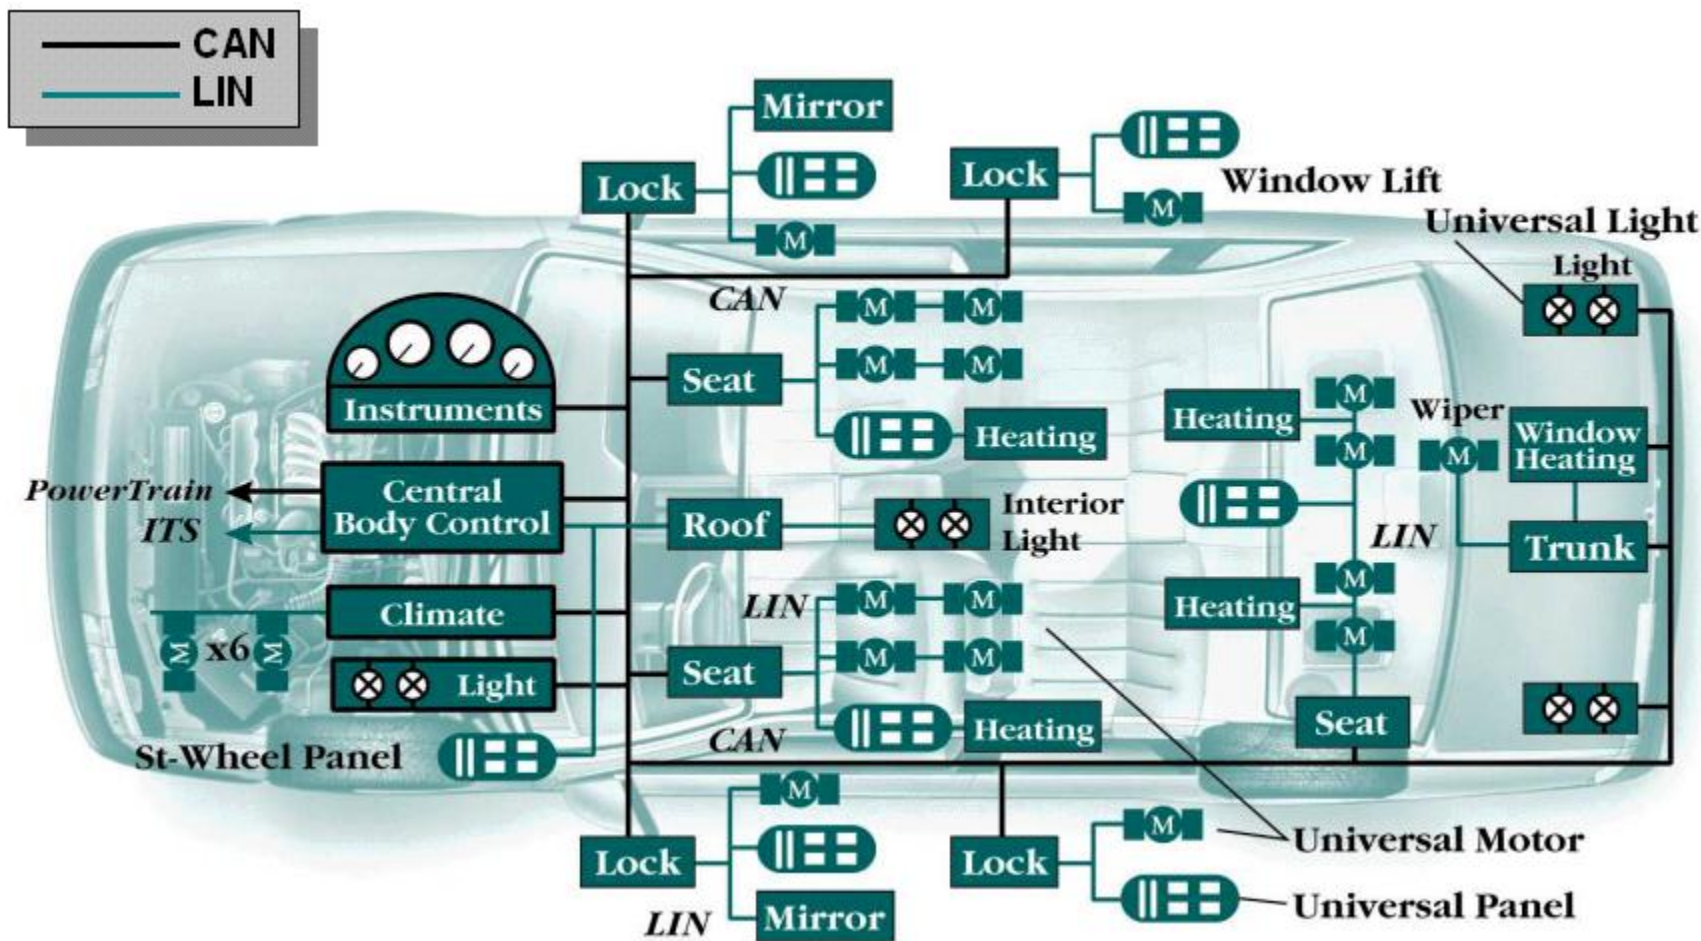 CAN
LIN
Mirror
Lock
M
Lock
Window Lift
M
Universal Light
Light
CAN
M
M
Seat
M
M
Heating
Instruments
Heating
M
M
Wiper
M
Window
Heating
PowerTrain
ITS
Central
Body Control
Roof
Interior
Light
LIN
Trunk
Climate
LIN
M
M
Heating
M
M
M x6 M
Light
Seat
M
M
Seat
St-Wheel Panel
CAN
Heating
M
Lock
Lock
M
Universal Motor
LIN
Mirror
Universal Panel